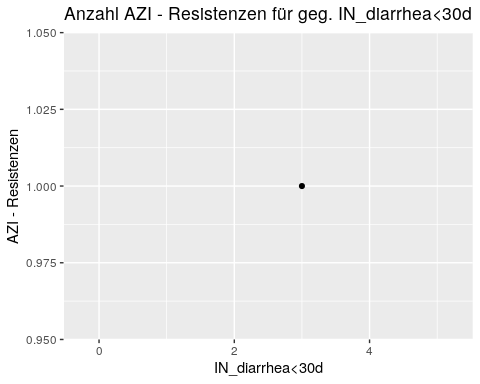 Anzahl AZI - Resistenzen für geg. IN_diarrhea<30d
1.050
1.025
1.000
0.975
0.950
AZI - Resistenzen
0 2 4
IN_diarrhea<30d